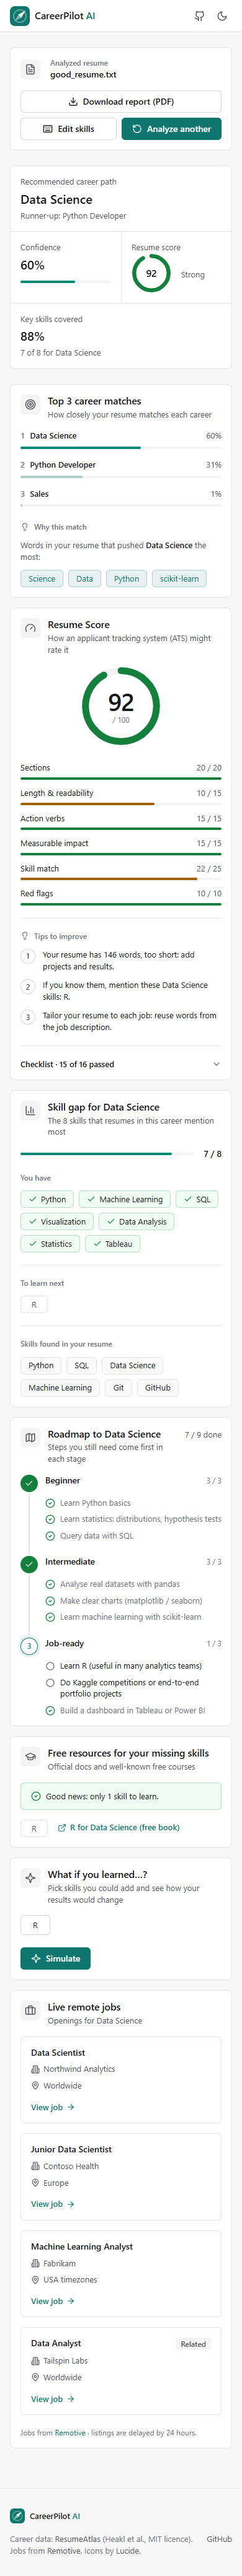 CareerPilot AI
Analyzed resume
good_resume.txt
Download report (PDF)
Edit skills
Analyze another
Recommended career path
Data Science
Runner-up: Python Developer
Confidence
60%
Resume score
92
Strong
Key skills covered
88%
7 of 8 for Data Science
Top 3 career matches
How closely your resume matches each career
1 Data Science 60%
2 Python Developer 31%
3 Sales 1%
Why this match
Words in your resume that pushed Data Science the
most:
Science Data Python scikit-learn
Resume Score
How an applicant tracking system (ATS) might
rate it
92
/ 100
Sections 20 / 20
Length & readability 10 / 15
Action verbs 15 / 15
Measurable impact 15 / 15
Skill match 22 / 25
Red flags 10 / 10
Tips to improve
1 Your resume has 146 words, too short: add
projects and results.
2 If you know them, mention these Data Science
skills: R.
3 Tailor your resume to each job: reuse words from
the job description.
Checklist · 15 of 16 passed
Skill gap for Data Science
The 8 skills that resumes in this career mention
most
7 / 8
You have
Python Machine Learning SQL
Visualization Data Analysis
Statistics Tableau
To learn next
R
Skills found in your resume
Python SQL Data Science
Machine Learning Git GitHub
Roadmap to Data Science 7 / 9 done
Steps you still need come first in
each stage
Beginner 3 / 3
Learn Python basics
Learn statistics: distributions, hypothesis tests
Query data with SQL
Intermediate 3 / 3
Analyse real datasets with pandas
Make clear charts (matplotlib / seaborn)
Learn machine learning with scikit-learn
3 Job-ready 1 / 3
Learn R (useful in many analytics teams)
Do Kaggle competitions or end-to-end
portfolio projects
Build a dashboard in Tableau or Power BI
Free resources for your missing skills
Official docs and well-known free courses
Good news: only 1 skill to learn.
R R for Data Science (free book)
What if you learned...?
Pick skills you could add and see how your
results would change
R
Simulate
Live remote jobs
Openings for Data Science
Data Scientist
Northwind Analytics
Worldwide
View job →
Junior Data Scientist
Contoso Health
Europe
View job →
Machine Learning Analyst
Fabrikam
USA timezones
View job →
Data Analyst Related
Tailspin Labs
Worldwide
View job →
Jobs from Remotive · listings are delayed by 24 hours.
CareerPilot AI
Career data: ResumeAtlas (Heakl et al., MIT licence). GitHub
Jobs from Remotive. Icons by Lucide.